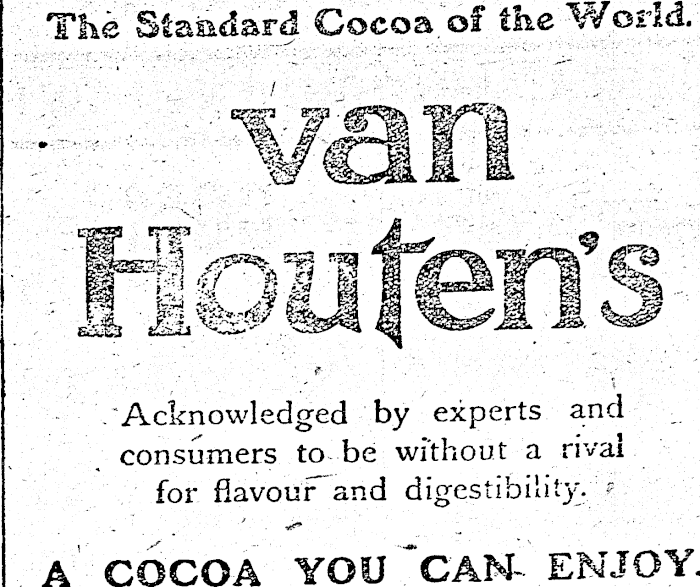 The Standard Cocoa of the World.
van
Houten's
Acknowledged by experts and
consumers to be without a rival
for flavour and digestibility.
A COCOA YOU CAN ENJOY.